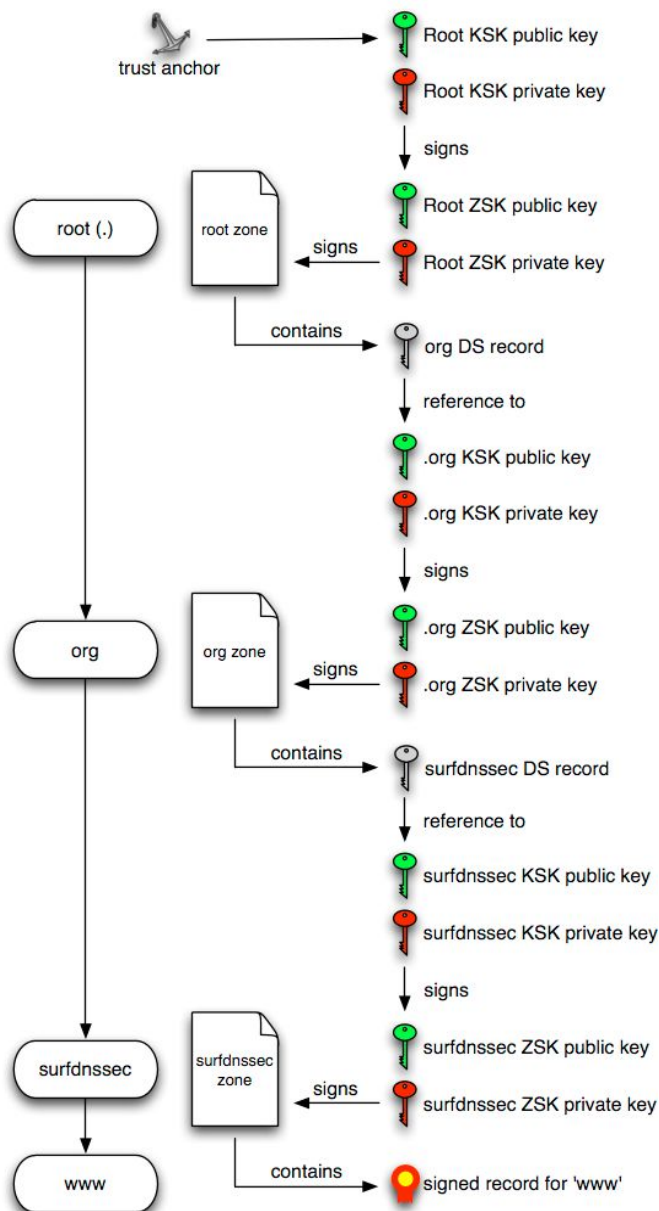 trust anchor
Root KSK public key
Root KSK private key
signs
root (.)
root zone
Root ZSK public key
signs
Root ZSK private key
contains
org DS record
reference to
.org KSK public key
.org KSK private key
signs
org
org zone
.org ZSK public key
signs
.org ZSK private key
contains
surfdnssec DS record
reference to
surfdnssec KSK public key
surfdnssec KSK private key
signs
surfdnssec
surfdnssec
zone
surfdnssec ZSK public key
signs
surfdnssec ZSK private key
www
contains
signed record for 'www'